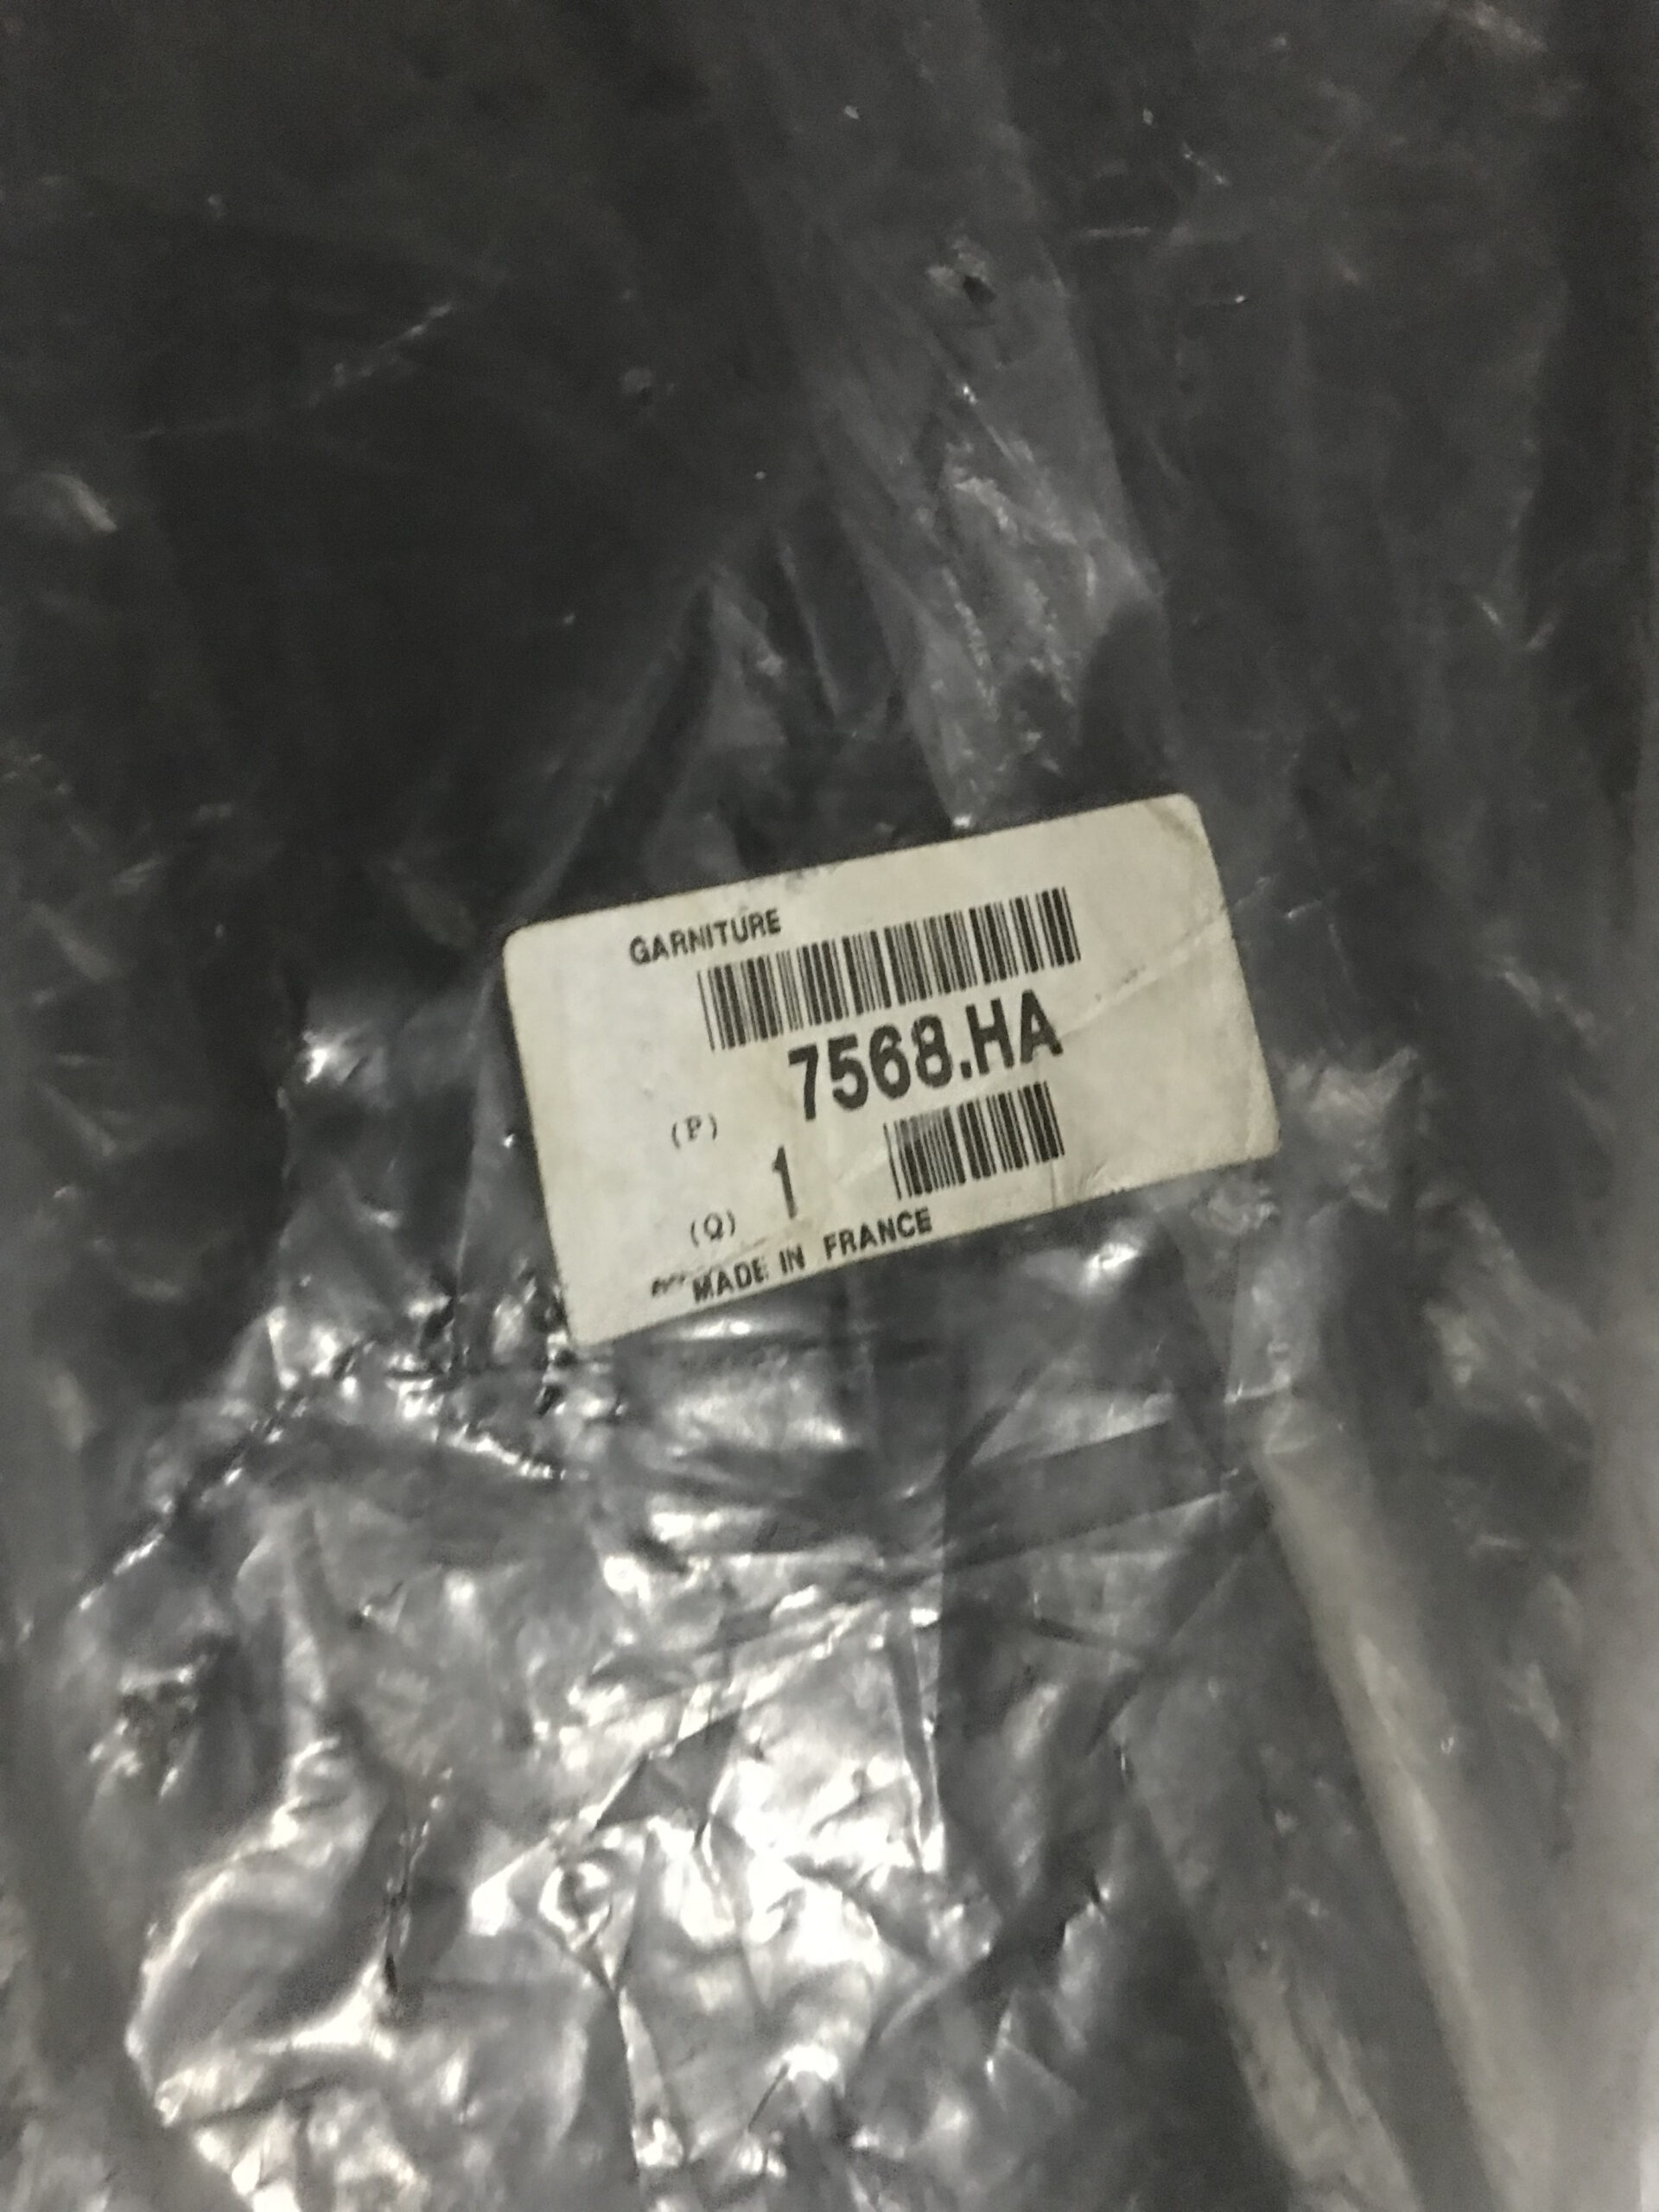 GARNITURE
7568.HA
(P)
1
(Q)
MADE IN FRANCE